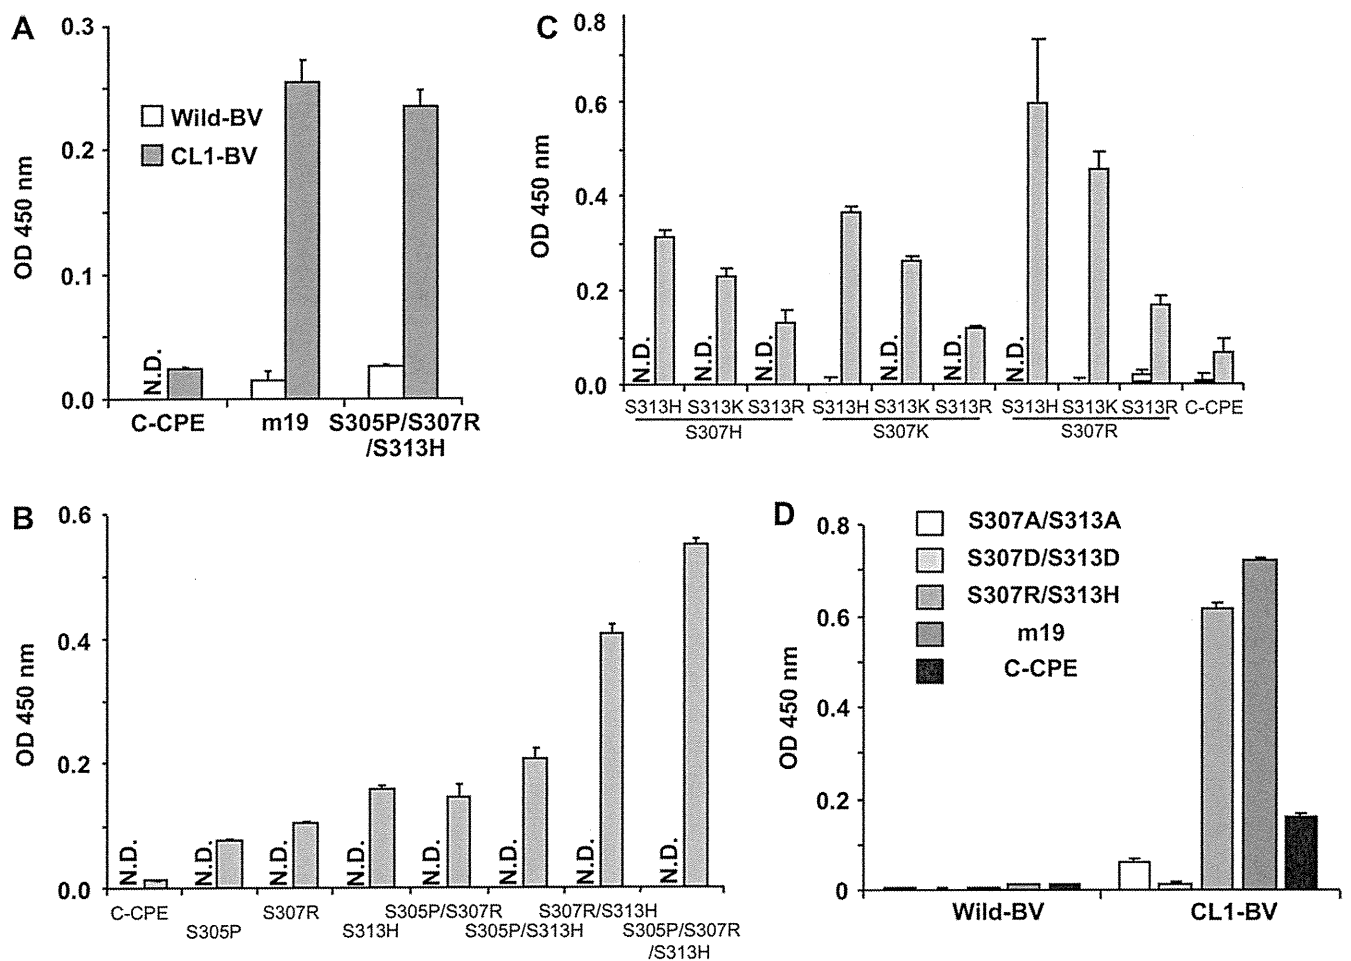 A
0.3
0.2
0.1
0.0
OD 450 nm
Wild-BV
CL1-BV
N.D.
C-CPE
m19
S305P/S307R
/S313H
C
0.8
0.6
0.4
0.2
0.0
OD 450 nm
N.D.
N.D.
N.D.
N.D.
N.D.
N.D.
S313H S313K S313R
S307H
S313H S313K S313R
S307K
S313H S313K S313R
S307R
C-CPE
B
0.6
0.4
0.2
0.0
OD 450 nm
N.D.
N.D.
N.D.
N.D.
N.D.
N.D.
N.D.
N.D.
C-CPE
S305P
S307R
S313H
S305P/S307R
S305P/S313H
S307R/S313H
S305P/S307R
/S313H
D
0.8
0.6
0.4
0.2
0
OD 450 nm
S307A/S313A
S307D/S313D
S307R/S313H
m19
C-CPE
Wild-BV
CL1-BV